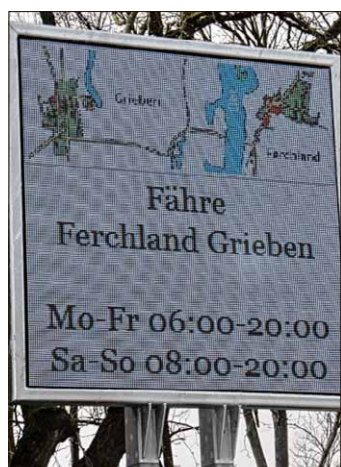 Grieben
Ferchland
Fähre
Ferchland Grieben
Mo-Fr 06:00-20:00
Sa-So 08:00-20:00